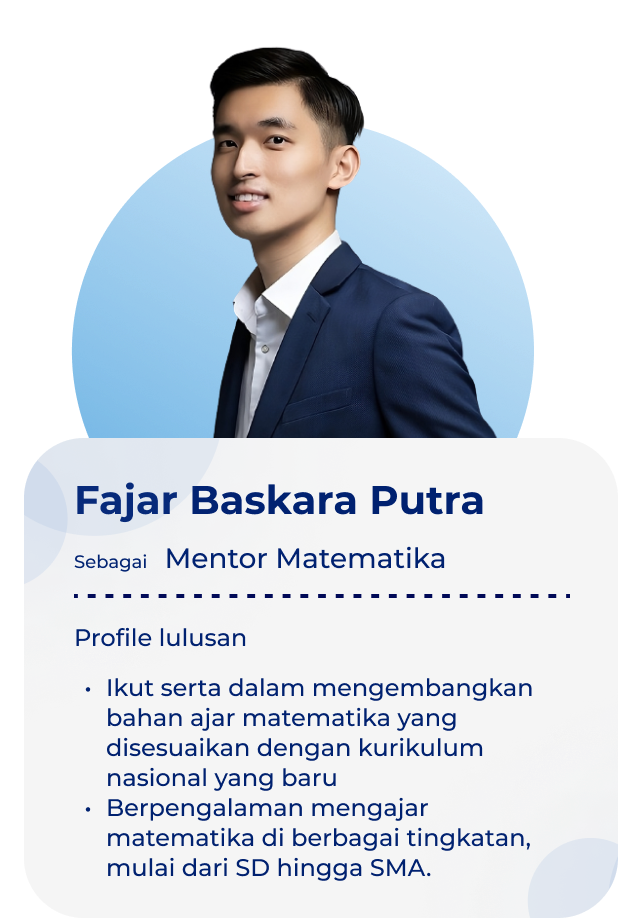 Fajar Baskara Putra
Sebagai Mentor Matematika
Profile lulusan
• Ikut serta dalam mengembangkan
bahan ajar matematika yang
disesuaikan dengan kurikulum
nasional yang baru
• Berpengalaman mengajar
matematika di berbagai tingkatan,
mulai dari SD hingga SMA.